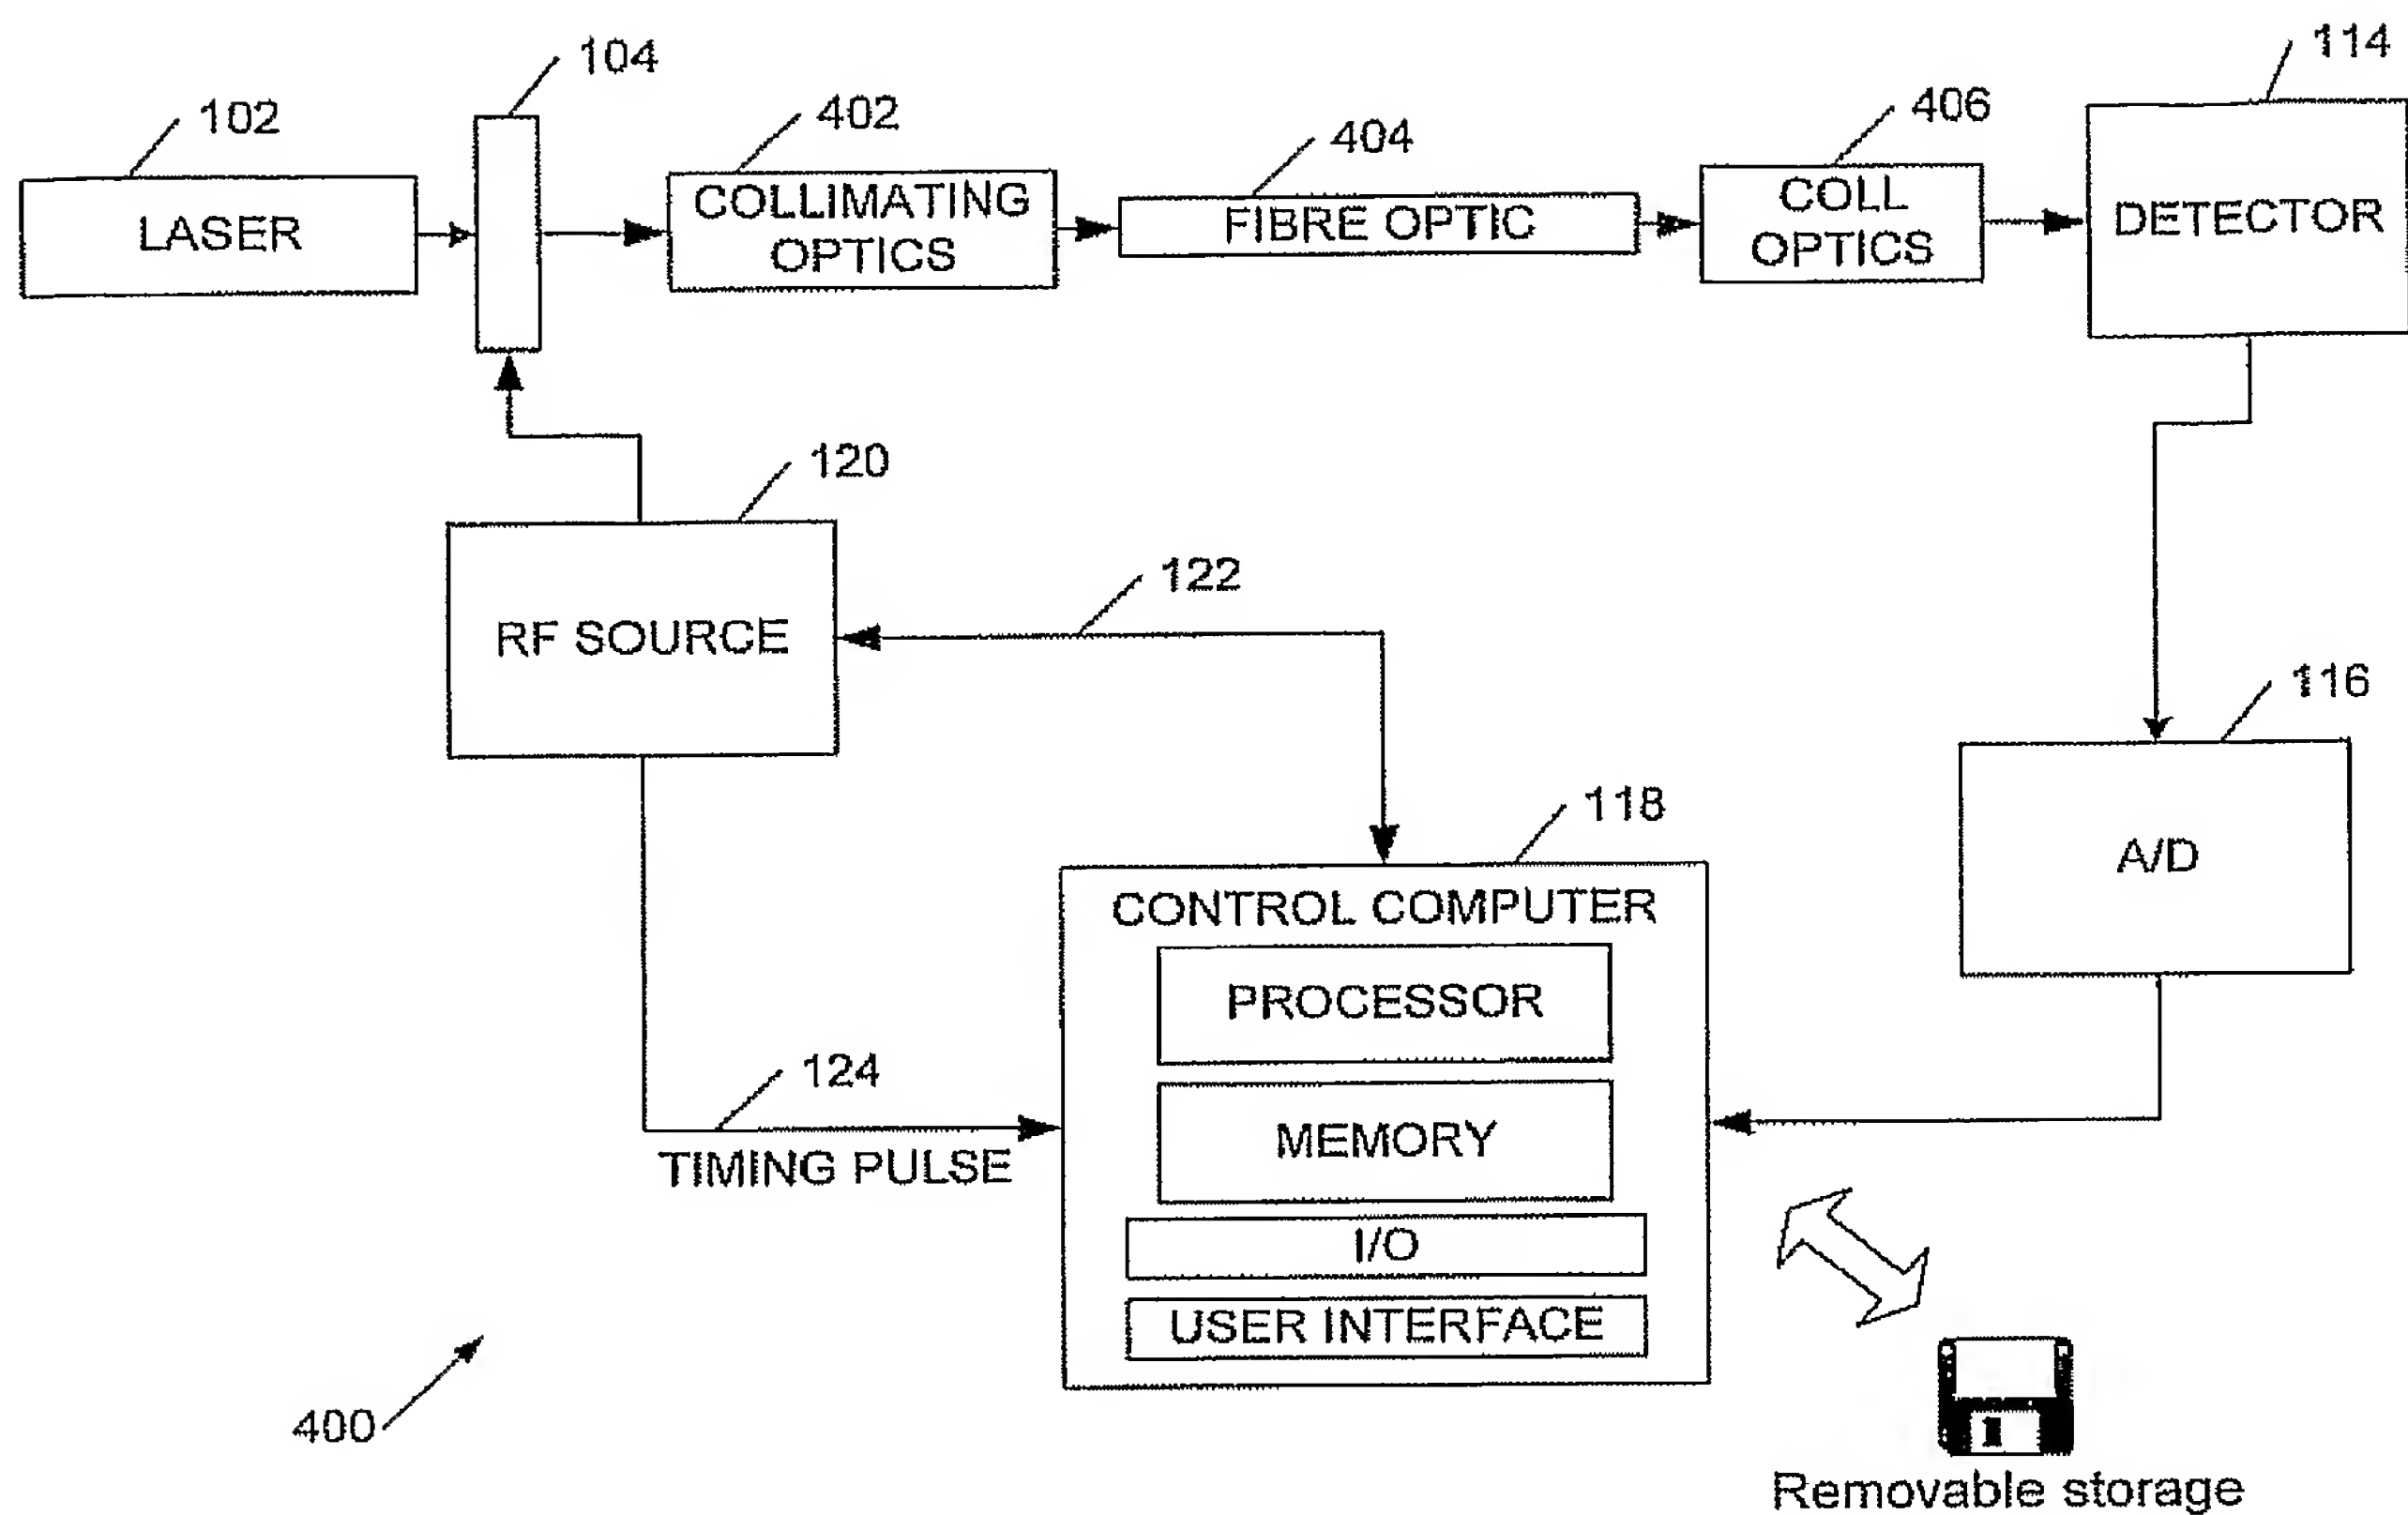 104
114
102
402
404
406
LASER
COLLIMATING
OPTICS
FIBRE OPTIC
COLL
OPTICS
DETECTOR
120
122
RF SOURCE
116
118
A/D
CONTROL COMPUTER
PROCESSOR
124
MEMORY
TIMING PULSE
I/O
USER INTERFACE
400
1
Removable storage